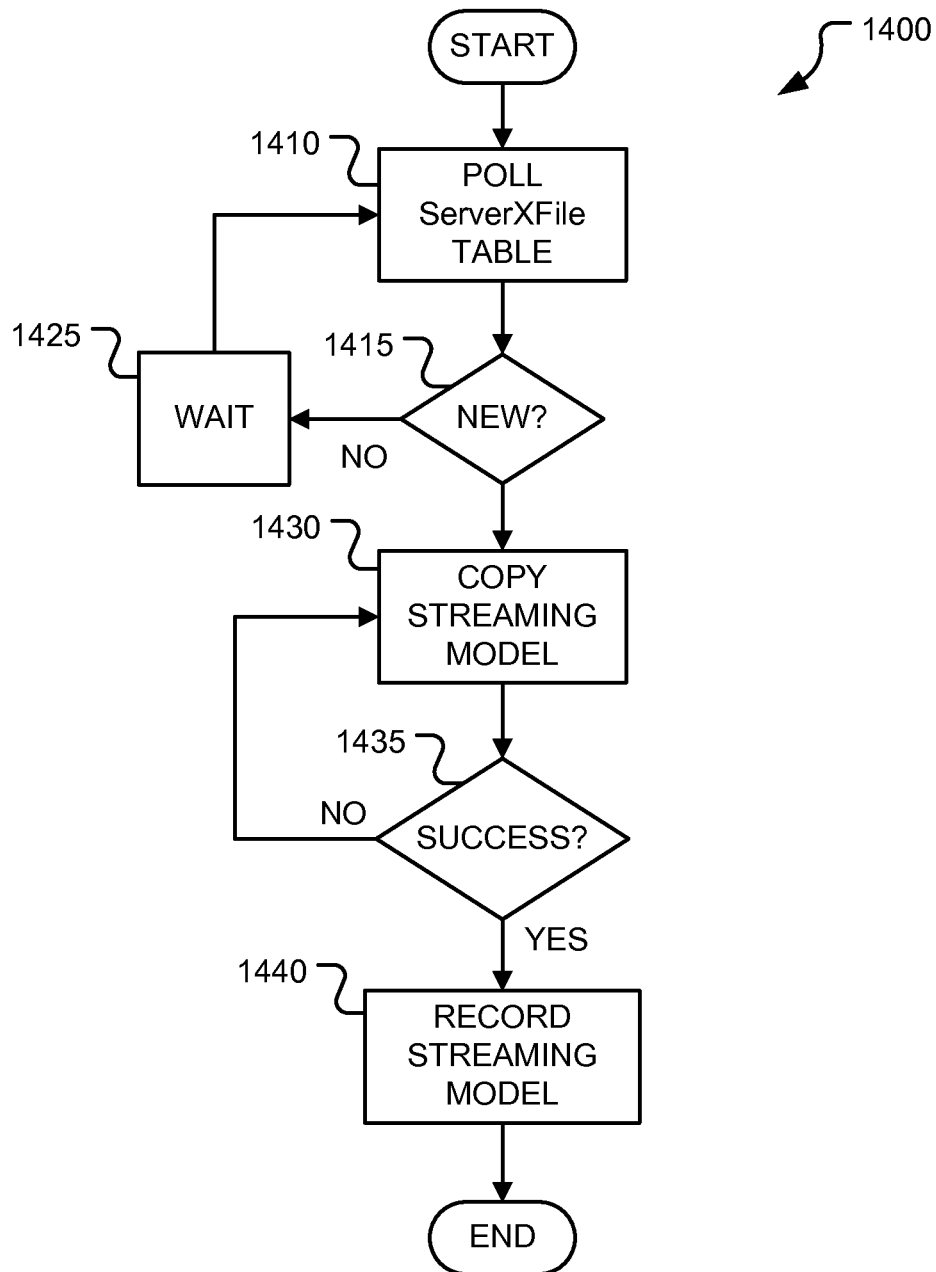 START
1400
1410
POLL
ServerXFile
TABLE
1425
1415
WAIT
NEW?
NO
1430
COPY
STREAMING
MODEL
1435
NO
SUCCESS?
YES
1440
RECORD
STREAMING
MODEL
END